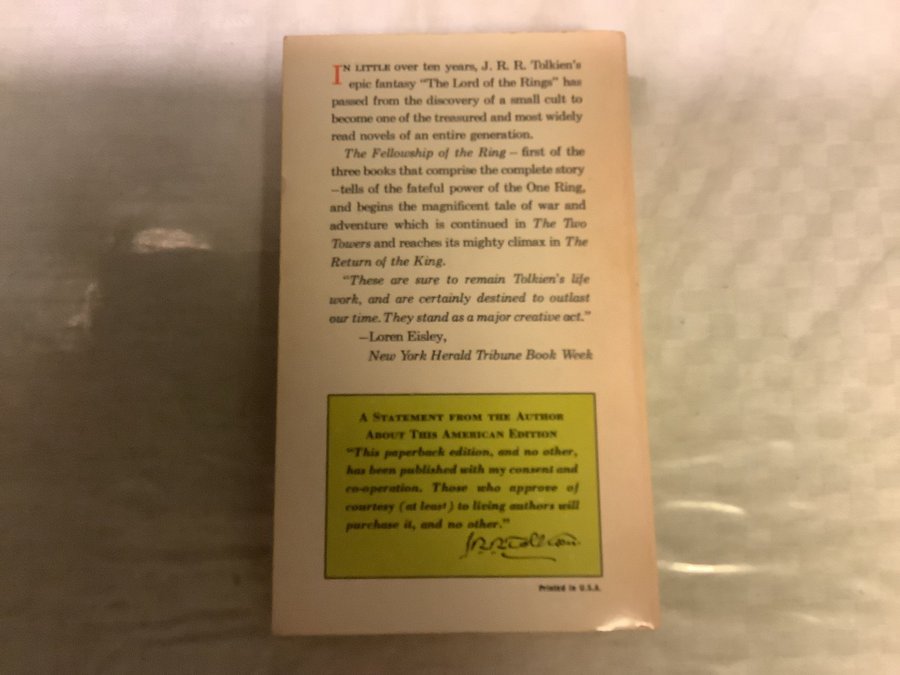 IN LITTLE over ten years, J. R. R. Tolkien's
epic fantasy "The Lord of the Rings" has
passed from the discovery of a small cult to
become one of the treasured and most widely
read novels of an entire generation.
The Fellowship of the Ring – first of the
three books that comprise the complete story
–tells of the fateful power of the One Ring,
and begins the magnificent tale of war and
adventure which is continued in The Two
Towers and reaches its mighty climax in The
Return of the King.
"These are sure to remain Tolkien's life
work, and are certainly destined to outlast
our time. They stand as a major creative act."
–Loren Eisley,
New York Herald Tribune Book Week
A STATEMENT FROM THE AUTHOR
ABOUT THIS AMERICAN EDITION
"This paperback edition, and no other,
has been published with my consent and
co-operation. Those who approve of
courtesy (at least) to living authors will
purchase it, and no other."
J.R.R. Tolkien
Printed in U.S.A.